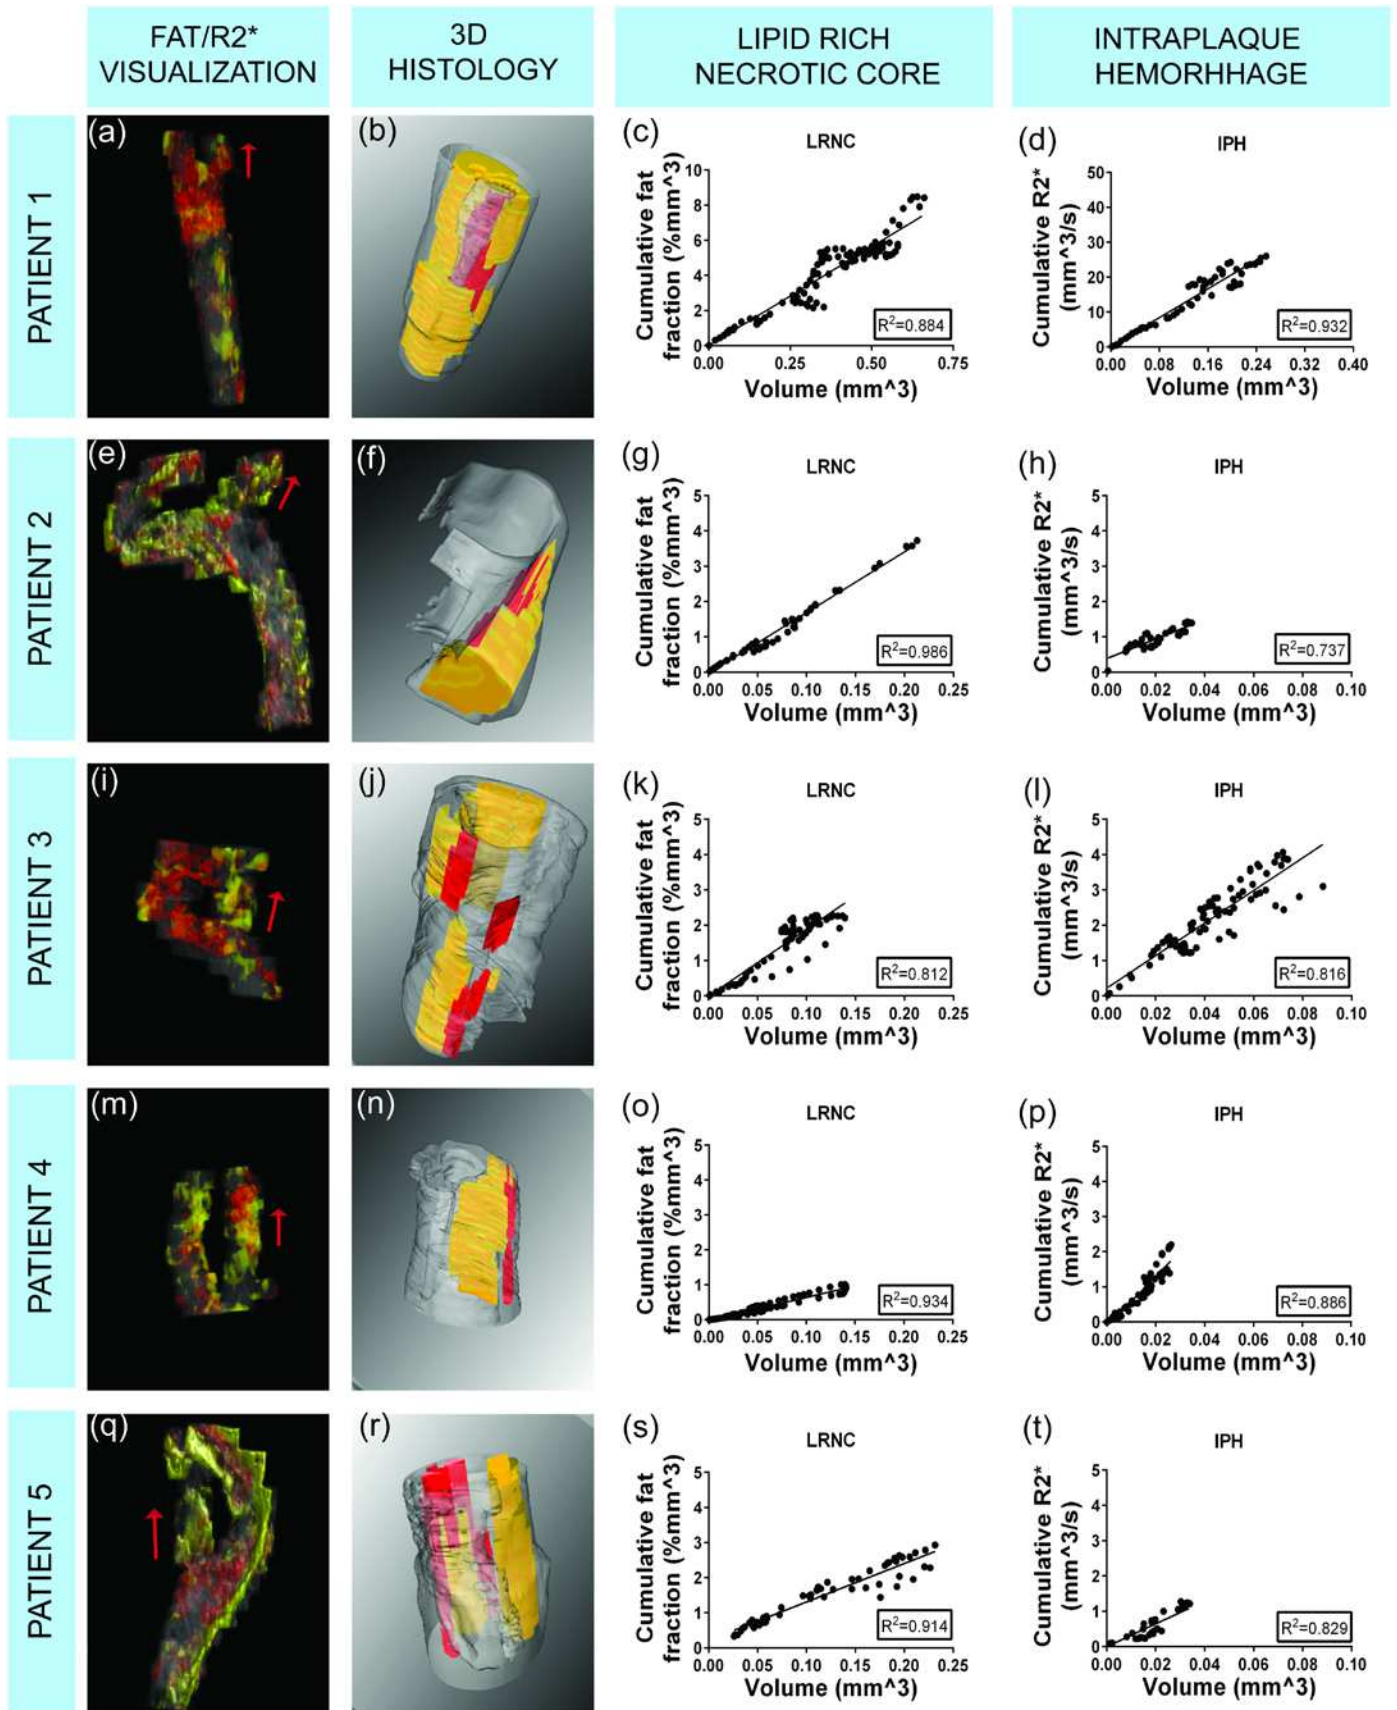 FAT/R2*
VISUALIZATION
3D
HISTOLOGY
LIPID RICH
NECROTIC CORE
INTRAPLAQUE
HEMORHHAGE
PATIENT 1
(a)
(b)
(c)
LRNC
Cumulative fat
fraction (%mm^3)
10
8
6
4
2
0
0.00 0.25 0.50 0.75
Volume (mm^3)
R²=0.884
(d)
IPH
Cumulative R2*
(mm^3/s)
50
40
30
20
10
0
0.00 0.08 0.16 0.24 0.32 0.40
Volume (mm^3)
R²=0.932
PATIENT 2
(e)
(f)
(g)
LRNC
Cumulative fat
fraction (%mm^3)
5
4
3
2
1
0
0.00 0.05 0.10 0.15 0.20 0.25
Volume (mm^3)
R²=0.986
(h)
IPH
Cumulative R2*
(mm^3/s)
5
4
3
2
1
0
0.00 0.02 0.04 0.06 0.08 0.10
Volume (mm^3)
R²=0.737
PATIENT 3
(i)
(j)
(k)
LRNC
Cumulative fat
fraction (%mm^3)
5
4
3
2
1
0
0.00 0.05 0.10 0.15 0.20 0.25
Volume (mm^3)
R²=0.812
(l)
IPH
Cumulative R2*
(mm^3/s)
5
4
3
2
1
0
0.00 0.02 0.04 0.06 0.08 0.10
Volume (mm^3)
R²=0.816
PATIENT 4
(m)
(n)
(o)
LRNC
Cumulative fat
fraction (%mm^3)
5
4
3
2
1
0
0.00 0.05 0.10 0.15 0.20 0.25
Volume (mm^3)
R²=0.934
(p)
IPH
Cumulative R2*
(mm^3/s)
5
4
3
2
1
0
0.00 0.02 0.04 0.06 0.08 0.10
Volume (mm^3)
R²=0.886
PATIENT 5
(q)
(r)
(s)
LRNC
Cumulative fat
fraction (%mm^3)
5
4
3
2
1
0
0.00 0.05 0.10 0.15 0.20 0.25
Volume (mm^3)
R²=0.914
(t)
IPH
Cumulative R2*
(mm^3/s)
5
4
3
2
1
0
0.00 0.02 0.04 0.06 0.08 0.10
Volume (mm^3)
R²=0.829